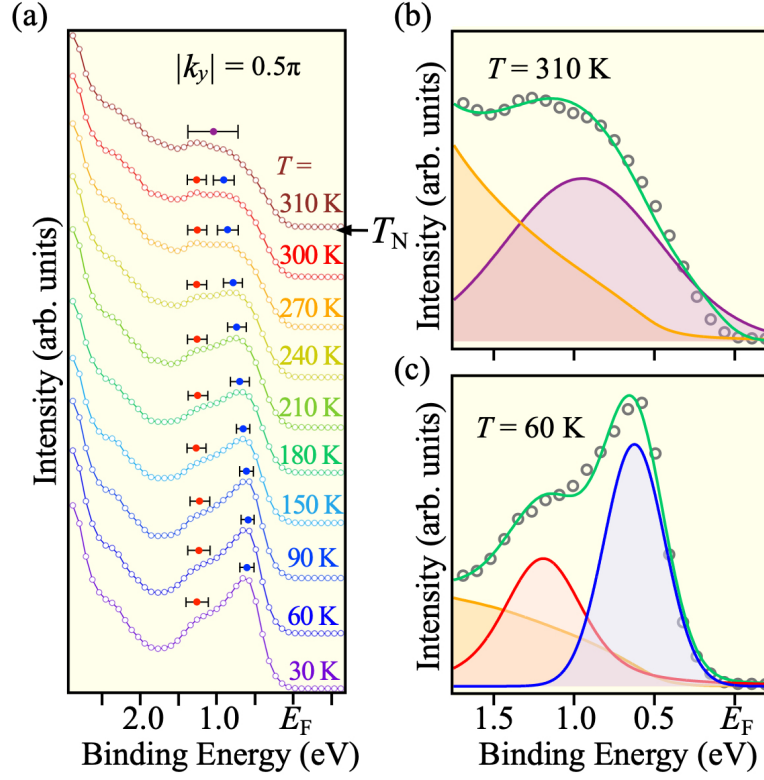 (a)
|ky| = 0.5π
T =
310 K
TN
300 K
270 K
240 K
210 K
180 K
150 K
90 K
60 K
30 K
Intensity (arb. units)
2.0 1.0 EF
Binding Energy (eV)
(b)
T = 310 K
Intensity (arb. units)
(c)
T = 60 K
Intensity (arb. units)
1.5 1.0 0.5 EF
Binding Energy (eV)